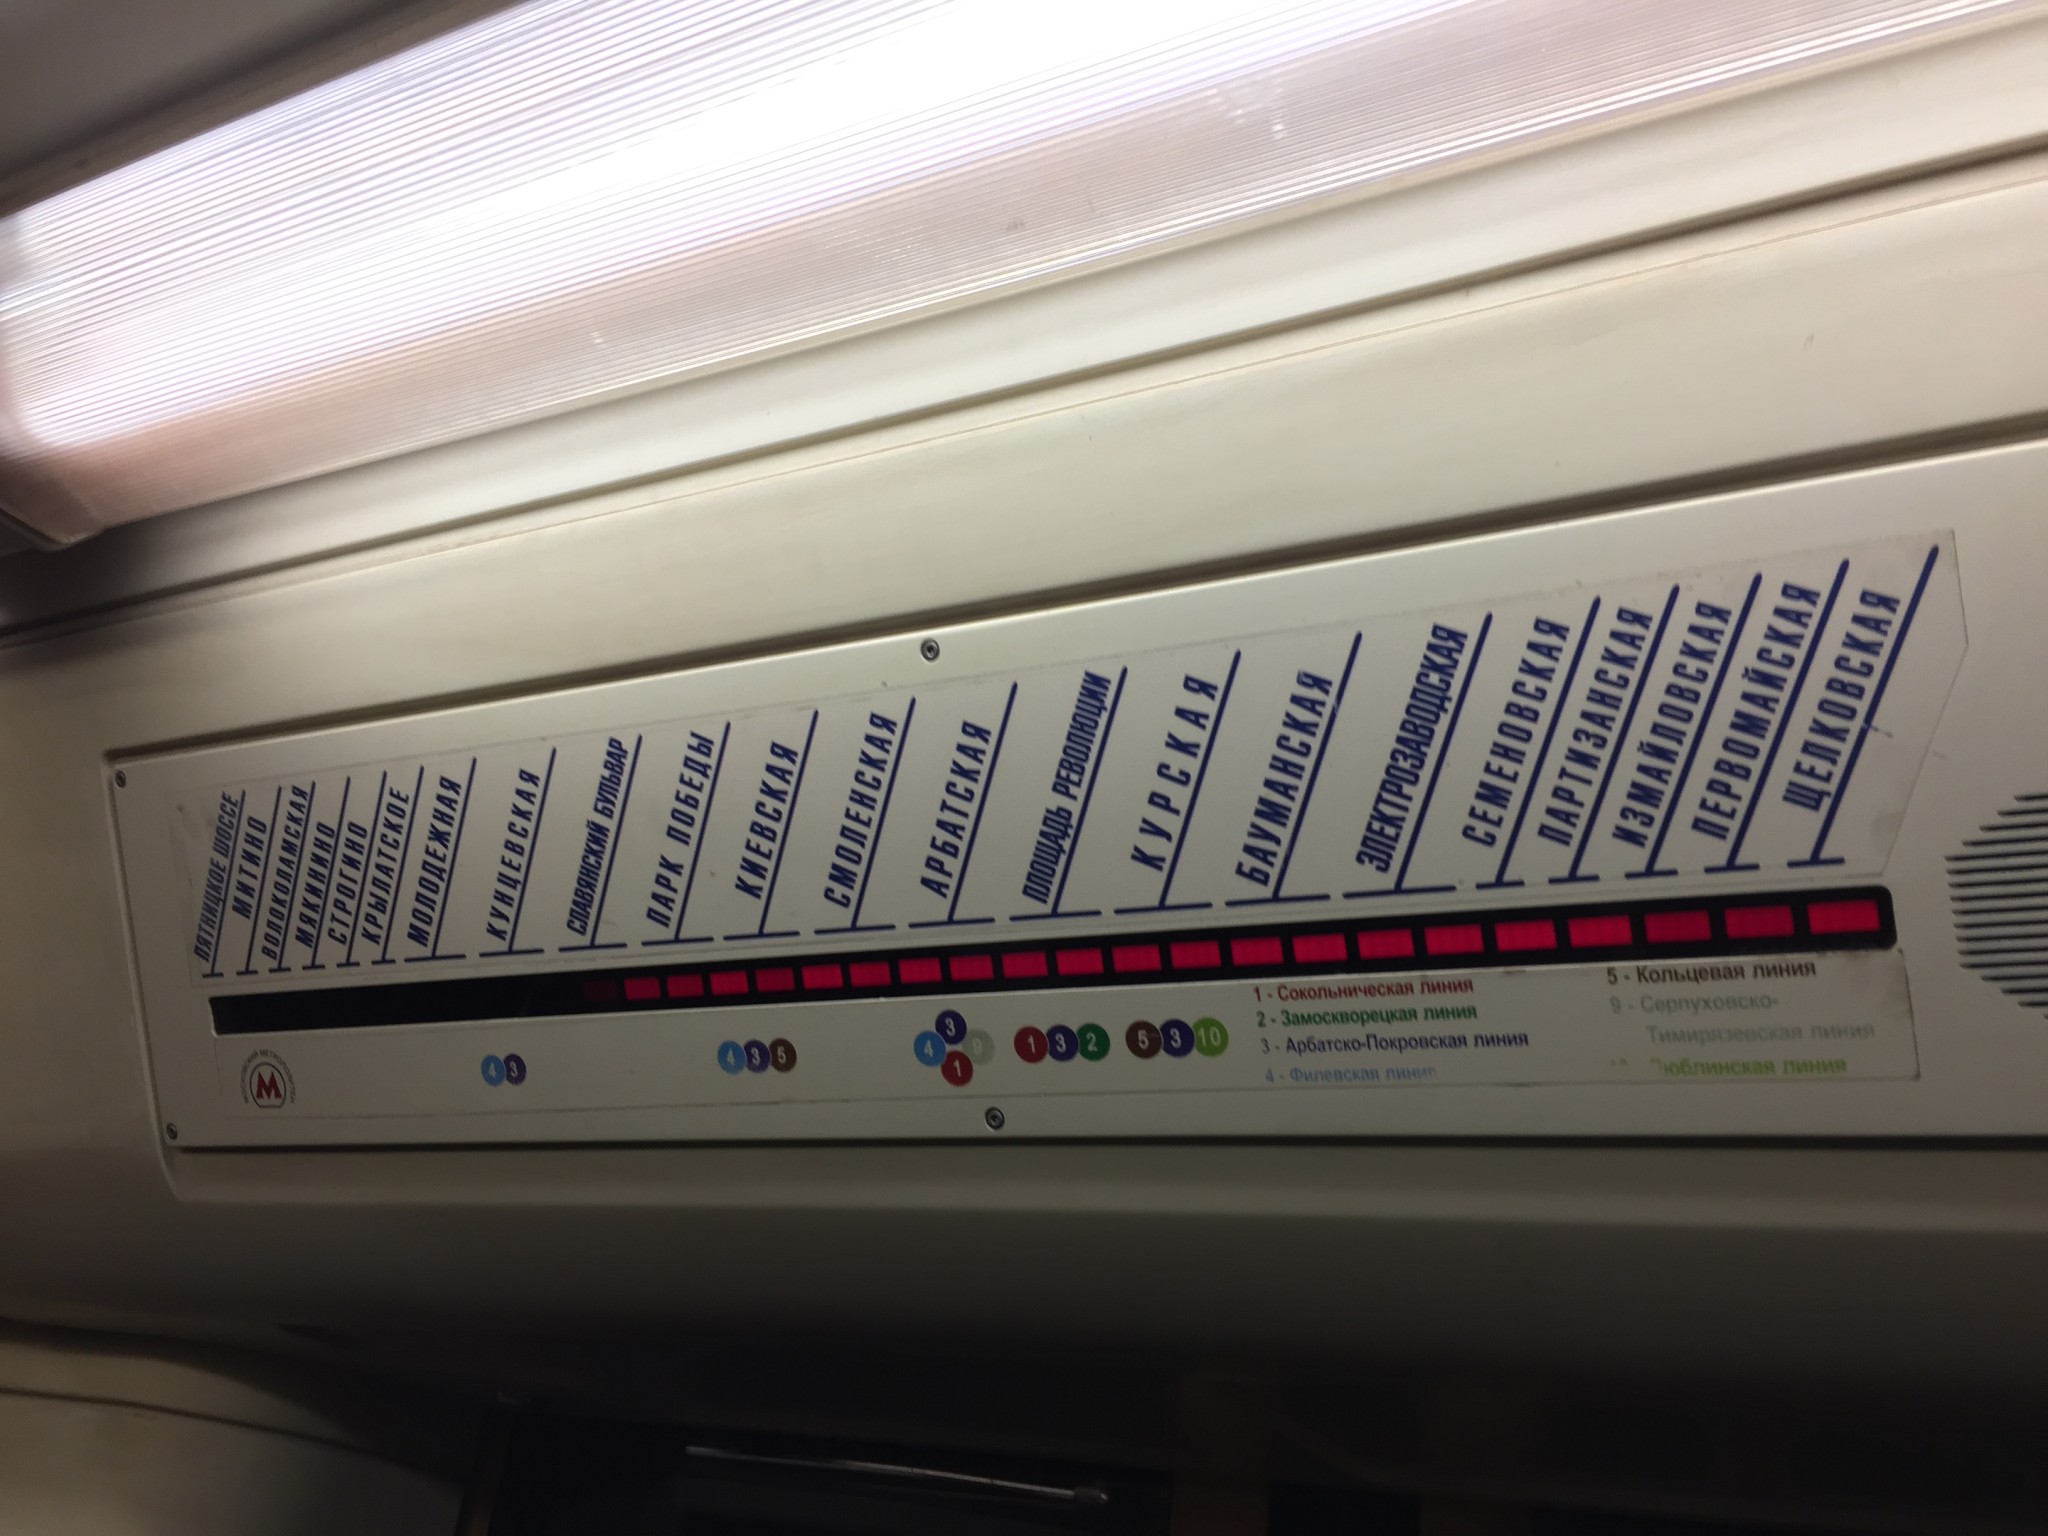 ПЯТНИЦКОЕ ШОССЕ
МИТИНО
ВОЛОКОЛАМСКАЯ
МЯКИНИНО
СТРОГИНО
КРЫЛАТСКОЕ
МОЛОДЕЖНАЯ
КУНЦЕВСКАЯ
СЛАВЯНСКИЙ БУЛЬВАР
ПАРК ПОБЕДЫ
КИЕВСКАЯ
СМОЛЕНСКАЯ
АРБАТСКАЯ
ПЛОЩАДЬ РЕВОЛЮЦИИ
КУРСКАЯ
БАУМАНСКАЯ
ЭЛЕКТРОЗАВОДСКАЯ
СЕМЕНОВСКАЯ
ПАРТИЗАНСКАЯ
ИЗМАЙЛОВСКАЯ
ПЕРВОМАЙСКАЯ
ЩЕЛКОВСКАЯ
М
4 3
4 3 5
3
4 9
1
1 3 2
5 3 10
1 - Сокольническая линия
2 - Замоскворецкая линия
3 - Арбатско-Покровская линия
4 - Филевская линия
5 - Кольцевая линия
9 - Серпуховско-
Тимирязевская линия
линия